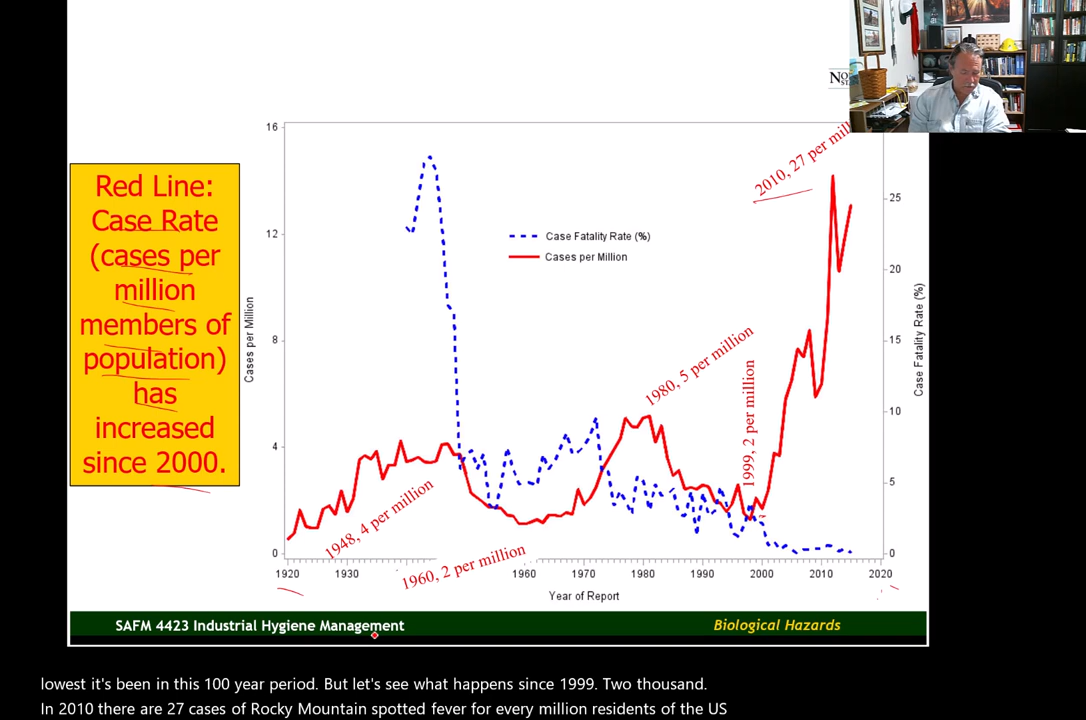 No
Red Line:
Case Rate
(cases per
million
members of
population)
has
increased
since 2000.
16
12
8
4
0
Cases per Million
Case Fatality Rate (%)
Cases per Million
1948, 4 per million
1960, 2 per million
1980, 5 per million
1999, 2 per million
2010, 27 per mil
25
20
15
10
5
0
Case Fatality Rate (%)
1920 1930 1960 1970 1980 1990 2000 2010 2020
Year of Report
SAFM 4423 Industrial Hygiene Management
Biological Hazards
lowest it's been in this 100 year period. But let's see what happens since 1999. Two thousand.
In 2010 there are 27 cases of Rocky Mountain spotted fever for every million residents of the US